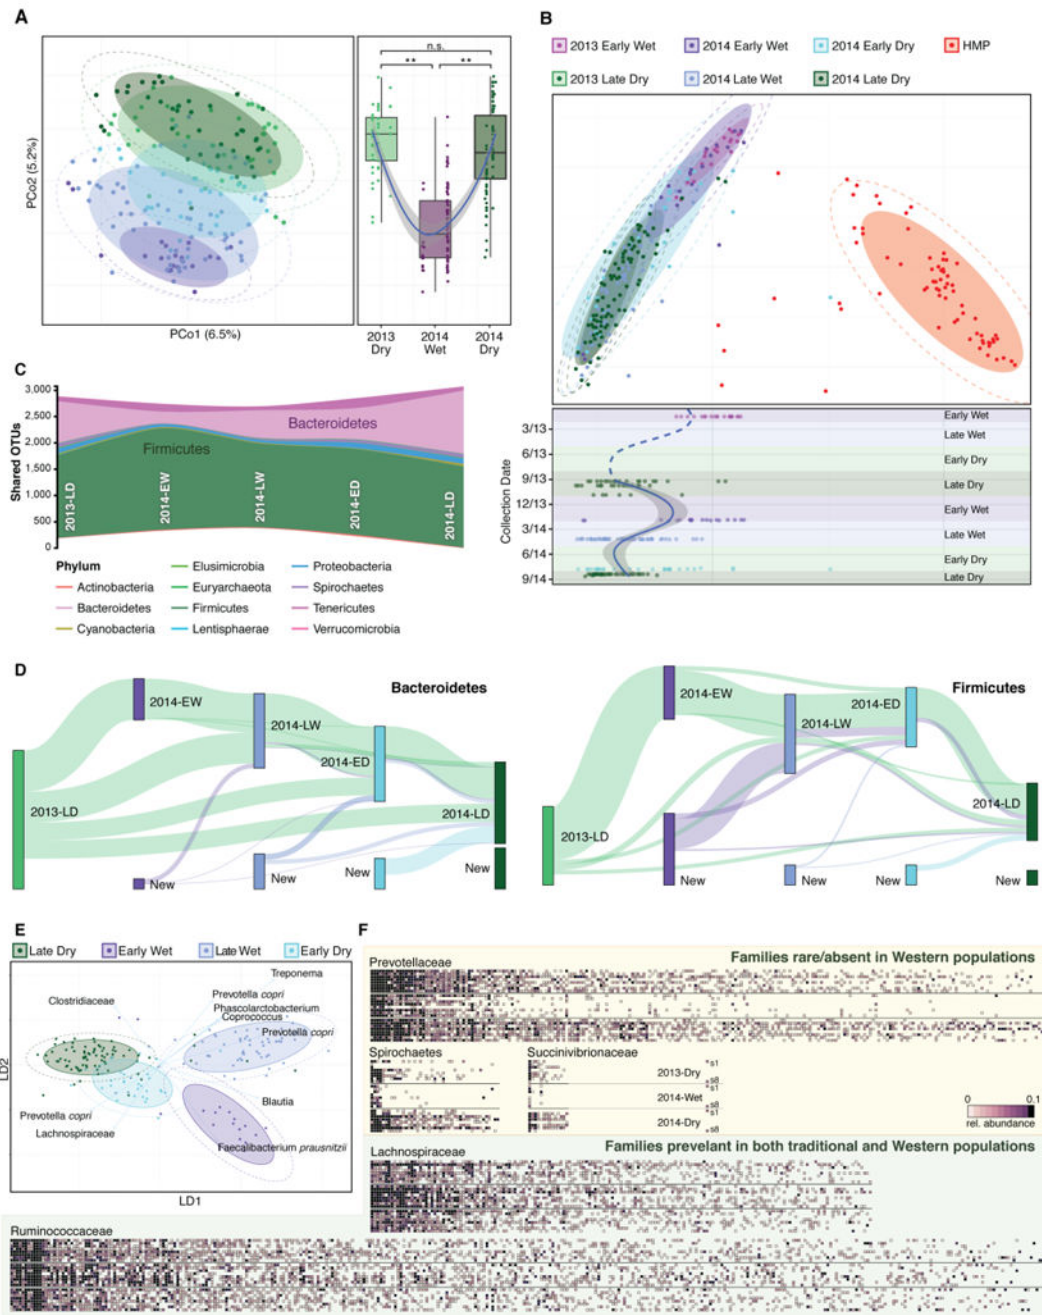 A
n.s.
**
**
PCo2 (5.2%)
PCo1 (6.5%)
2013 Dry
2014 Wet
2014 Dry
B
2013 Early Wet
2014 Early Wet
2014 Early Dry
HMP
2013 Late Dry
2014 Late Wet
2014 Late Dry
Collection Date
3/13
6/13
9/13
12/13
3/14
6/14
9/14
Early Wet
Late Wet
Early Dry
Late Dry
Early Wet
Late Wet
Early Dry
Late Dry
C
Shared OTUs
3,000
2,500
2,000
1,500
1,000
500
0
Bacteroidetes
Firmicutes
2013-LD
2014-EW
2014-LW
2014-ED
2014-LD
Phylum
Actinobacteria
Bacteroidetes
Cyanobacteria
Elusimicrobia
Euryarchaeota
Firmicutes
Lentisphaerae
Proteobacteria
Spirochaetes
Tenericutes
Verrucomicrobia
D
Bacteroidetes
2013-LD
2014-EW
2014-LW
2014-ED
2014-LD
New
New
New
New
Firmicutes
2013-LD
2014-EW
2014-LW
2014-ED
2014-LD
New
New
New
New
E
Late Dry
Early Wet
Late Wet
Early Dry
Treponema
Clostridiaceae
Prevotella copri
Phascolarctobacterium
Coprococcus
Prevotella copri
Blautia
Prevotella copri
Lachnospiraceae
Faecalibacterium prausnitzii
LD2
LD1
F
Families rare/absent in Western populations
Prevotellaceae
Spirochaetes
Succinivibrionaceae
2013-Dry
2014-Wet
2014-Dry
s1
s8
s1
s8
s1
s8
0
0.1
rel. abundance
Families prevelant in both traditional and Western populations
Lachnospiraceae
Ruminococcaceae